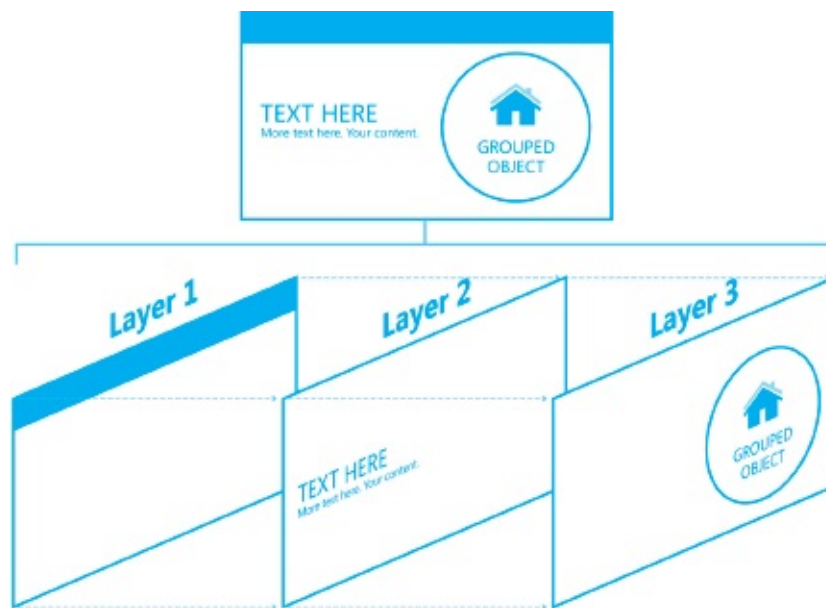 TEXT HERE
More text here. Your content.
GROUPED
OBJECT
Layer 1
Layer 2
Layer 3
TEXT HERE
More text here. Your content.
GROUPED
OBJECT